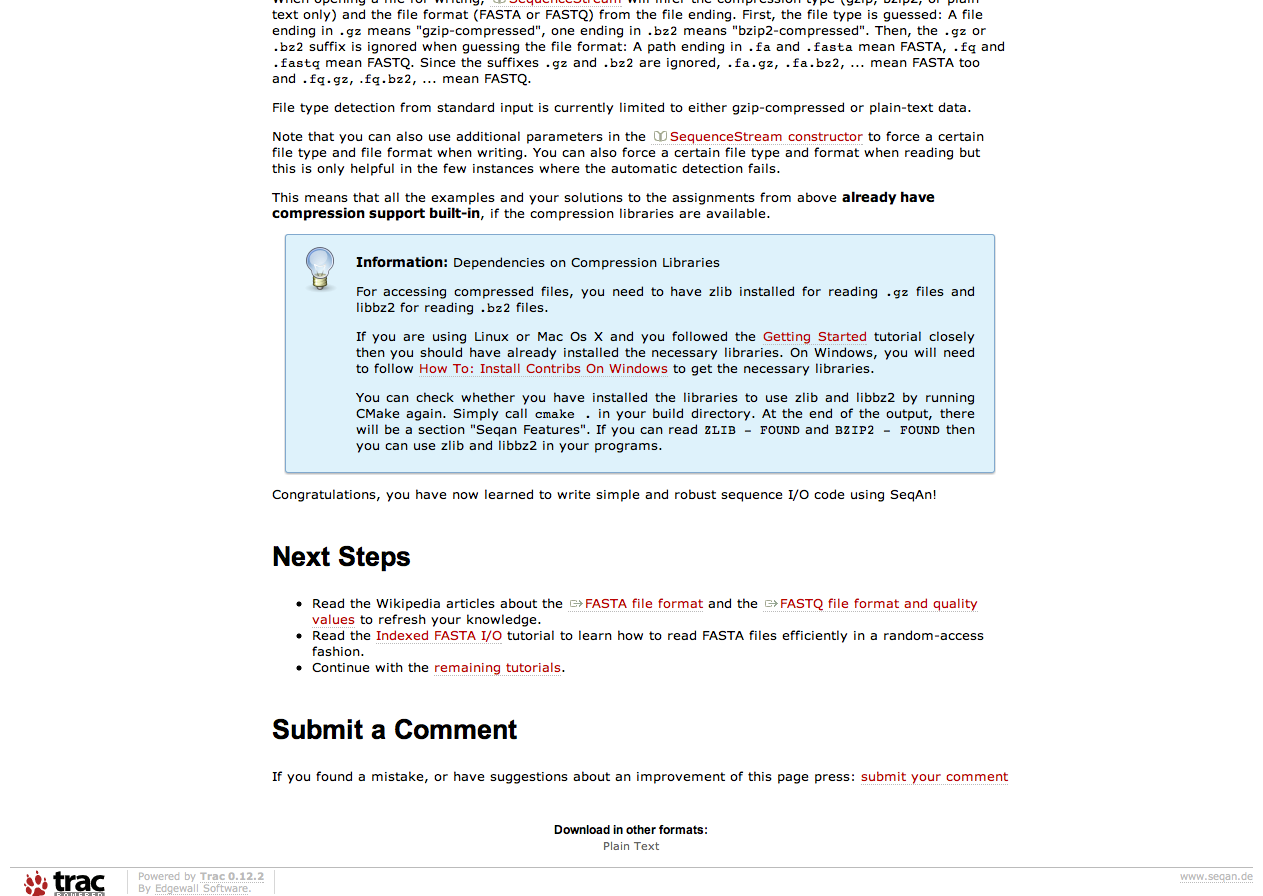 When opening a file for writing, SequenceStream will infer the compression type (gzip, bzip2, or plain
text only) and the file format (FASTA or FASTQ) from the file ending. First, the file type is guessed: A file
ending in .gz means "gzip-compressed", one ending in .bz2 means "bzip2-compressed". Then, the .gz or
.bz2 suffix is ignored when guessing the file format: A path ending in .fa and .fasta mean FASTA, .fq and
.fastq mean FASTQ. Since the suffixes .gz and .bz2 are ignored, .fa.gz, .fa.bz2, ... mean FASTA too
and .fq.gz, .fq.bz2, ... mean FASTQ.
File type detection from standard input is currently limited to either gzip-compressed or plain-text data.
Note that you can also use additional parameters in the SequenceStream constructor to force a certain
file type and file format when writing. You can also force a certain file type and format when reading but
this is only helpful in the few instances where the automatic detection fails.
This means that all the examples and your solutions to the assignments from above already have
compression support built-in, if the compression libraries are available.
Information: Dependencies on Compression Libraries
For accessing compressed files, you need to have zlib installed for reading .gz files and
libbz2 for reading .bz2 files.
If you are using Linux or Mac Os X and you followed the Getting Started tutorial closely
then you should have already installed the necessary libraries. On Windows, you will need
to follow How To: Install Contribs On Windows to get the necessary libraries.
You can check whether you have installed the libraries to use zlib and libbz2 by running
CMake again. Simply call cmake . in your build directory. At the end of the output, there
will be a section "Seqan Features". If you can read ZLIB - FOUND and BZIP2 - FOUND then
you can use zlib and libbz2 in your programs.
Congratulations, you have now learned to write simple and robust sequence I/O code using SeqAn!
Next Steps
• Read the Wikipedia articles about the FASTA file format and the FASTQ file format and quality
values to refresh your knowledge.
• Read the Indexed FASTA I/O tutorial to learn how to read FASTA files efficiently in a random-access
fashion.
• Continue with the remaining tutorials.
Submit a Comment
If you found a mistake, or have suggestions about an improvement of this page press: submit your comment
Download in other formats:
Plain Text
trac
POWERED
Powered by Trac 0.12.2
By Edgewall Software.
www.seqan.de